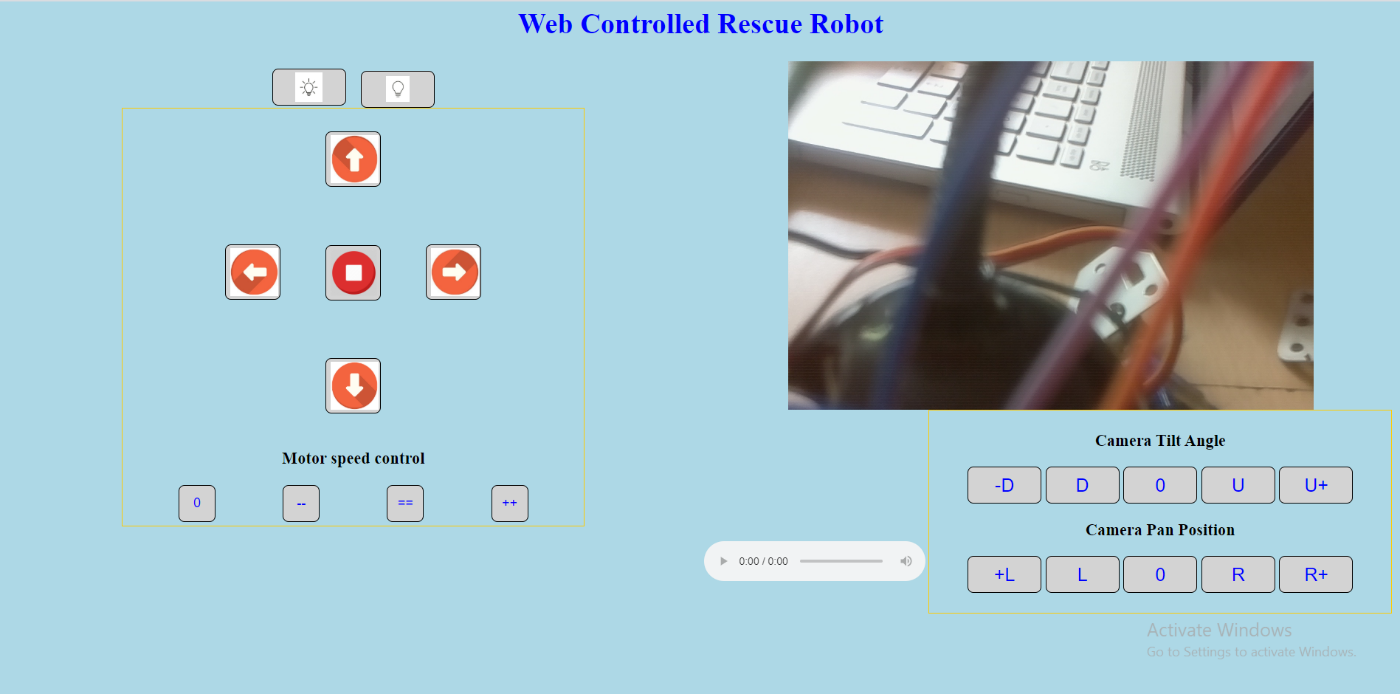 Web Controlled Rescue Robot
Motor speed control
0 -- == ++
Camera Tilt Angle
-D D 0 U U+
Camera Pan Position
0:00 / 0:00
+L L 0 R R+
Activate Windows
Go to Settings to activate Windows.